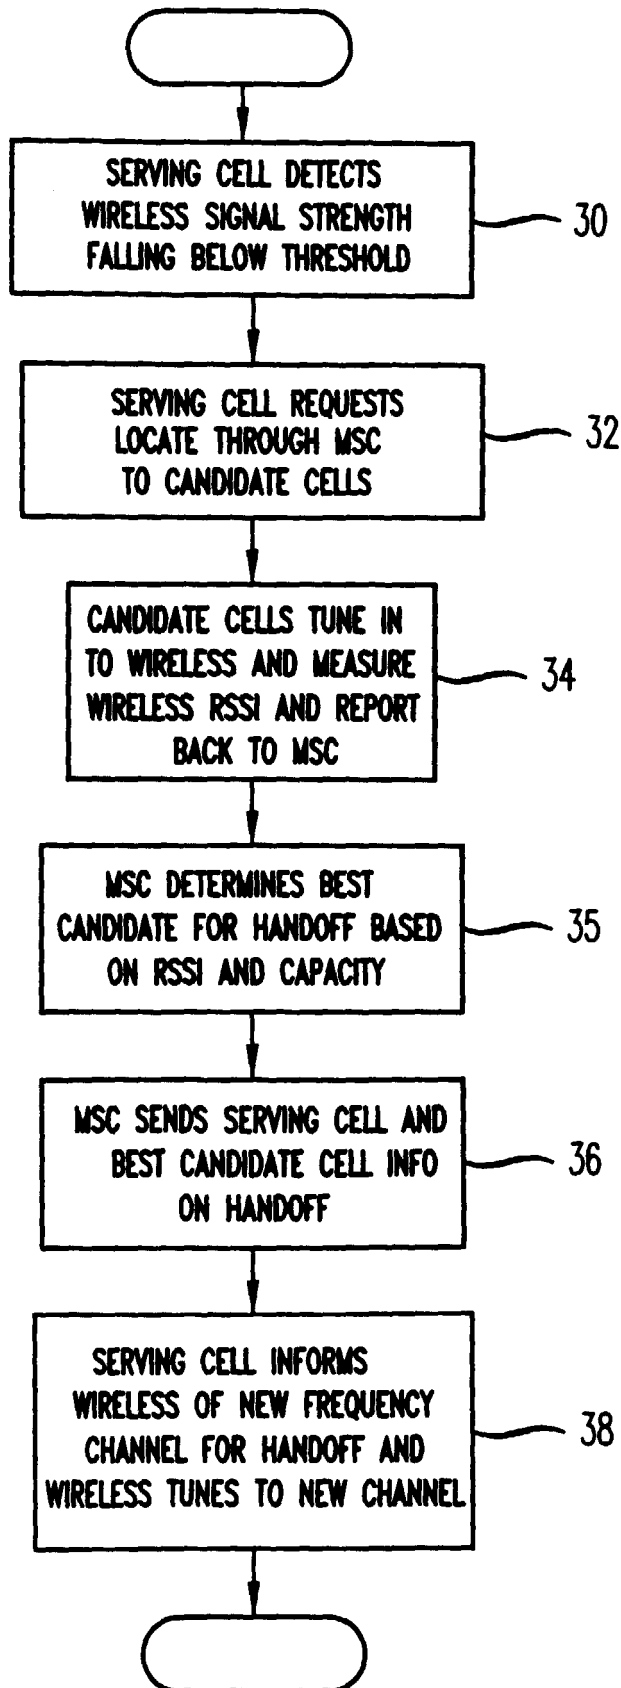 SERVING CELL DETECTS
WIRELESS SIGNAL STRENGTH
FALLING BELOW THRESHOLD
30
SERVING CELL REQUESTS
LOCATE THROUGH MSC
TO CANDIDATE CELLS
32
CANDIDATE CELLS TUNE IN
TO WIRELESS AND MEASURE
WIRELESS RSSI AND REPORT
BACK TO MSC
34
MSC DETERMINES BEST
CANDIDATE FOR HANDOFF BASED
ON RSSI AND CAPACITY
35
MSC SENDS SERVING CELL AND
BEST CANDIDATE CELL INFO
ON HANDOFF
36
SERVING CELL INFORMS
WIRELESS OF NEW FREQUENCY
CHANNEL FOR HANDOFF AND
WIRELESS TUNES TO NEW CHANNEL
38